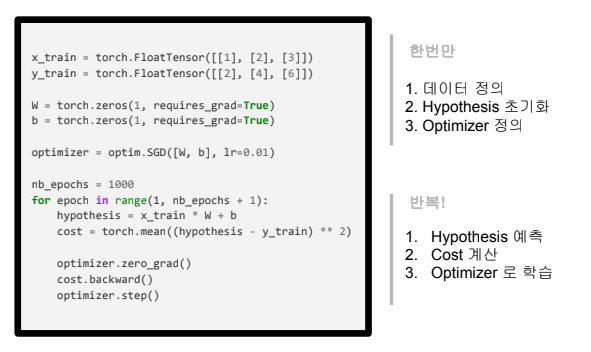 x_train = torch.FloatTensor([[1], [2], [3]])
y_train = torch.FloatTensor([[2], [4], [6]])
W = torch.zeros(1, requires_grad=True)
b = torch.zeros(1, requires_grad=True)
optimizer = optim.SGD([W, b], lr=0.01)
nb_epochs = 1000
for epoch in range(1, nb_epochs + 1):
    hypothesis = x_train * W + b
    cost = torch.mean((hypothesis - y_train) ** 2)
    optimizer.zero_grad()
    cost.backward()
    optimizer.step()
한번만
1. 데이터 정의
2. Hypothesis 초기화
3. Optimizer 정의
반복!
1. Hypothesis 예측
2. Cost 계산
3. Optimizer 로 학습